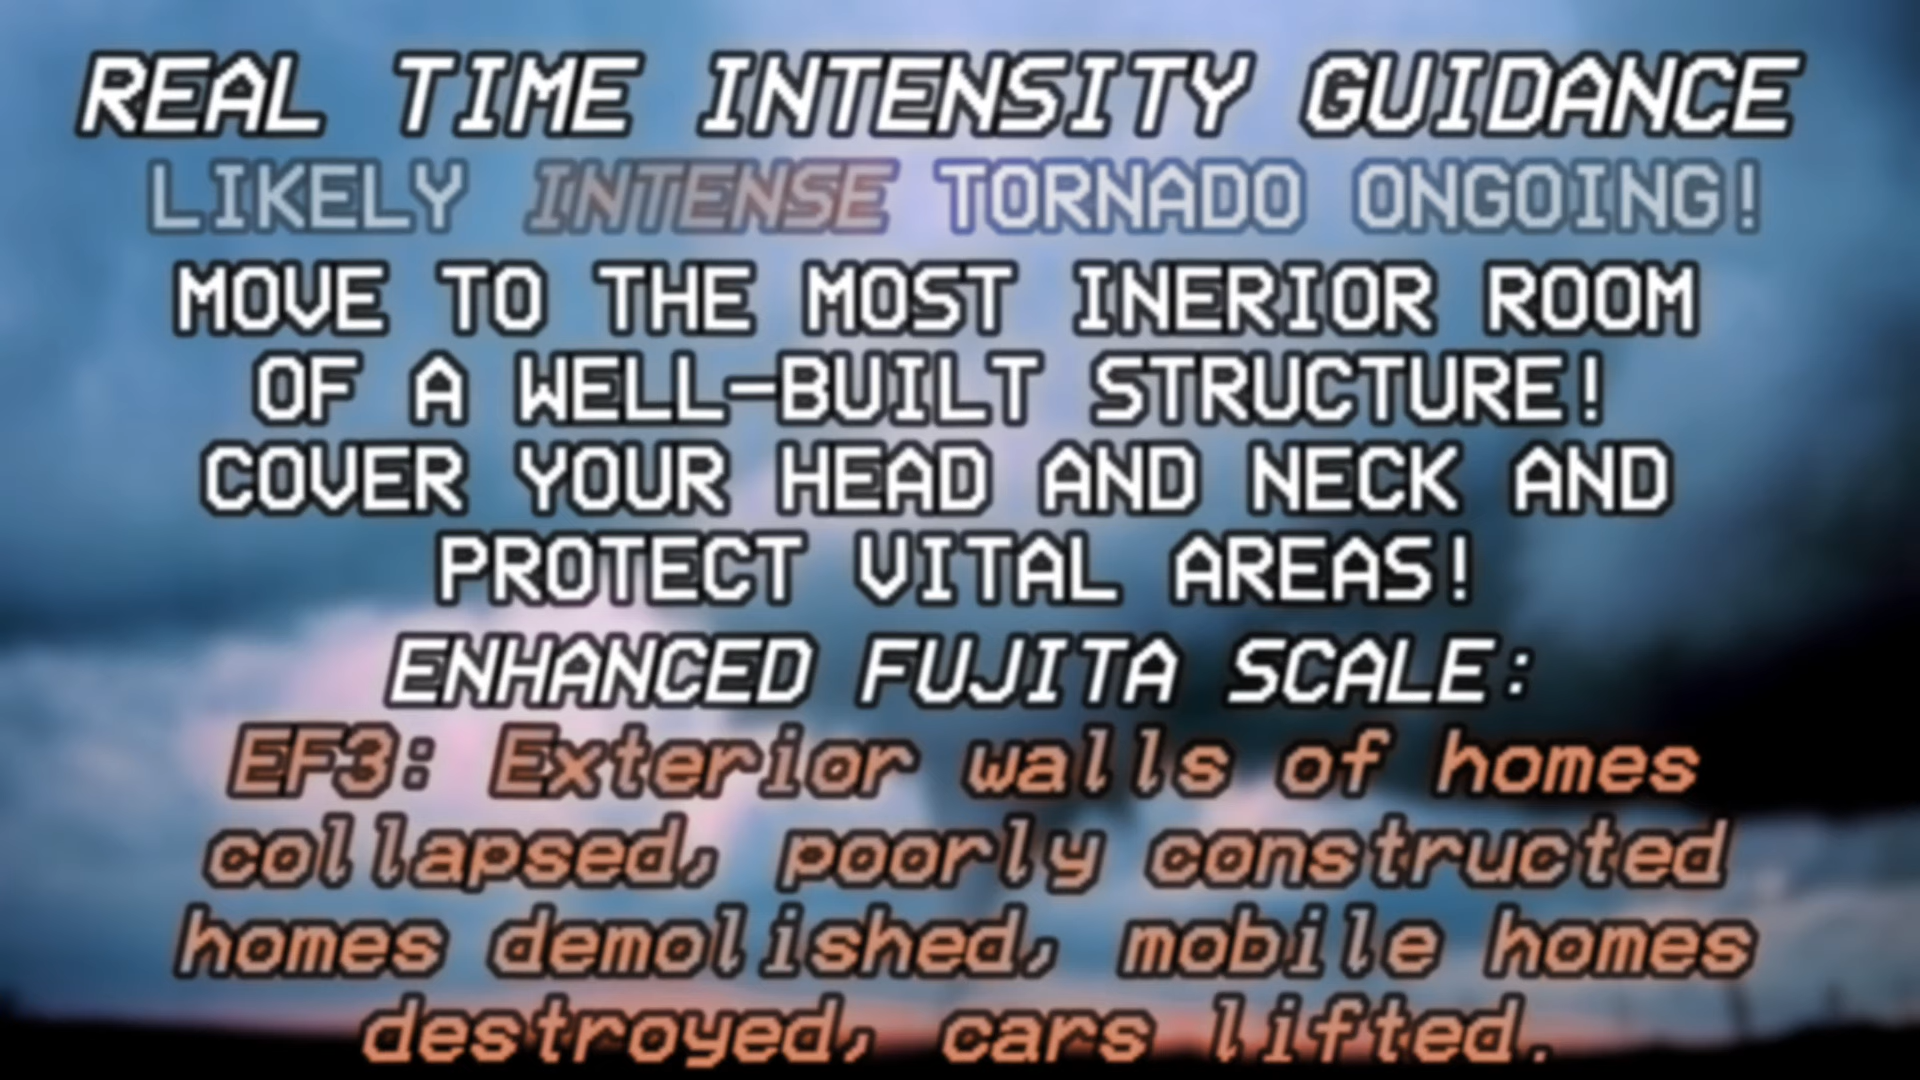 REAL TIME INTENSITY GUIDANCE
LIKELY INTENSE TORNADO ONGOING!
MOVE TO THE MOST INERIOR ROOM
OF A WELL-BUILT STRUCTURE!
COVER YOUR HEAD AND NECK AND
PROTECT VITAL AREAS!
ENHANCED FUJITA SCALE:
EF3: Exterior walls of homes
collapsed, poorly constructed
homes demolished, mobile homes
destroyed, cars lifted.